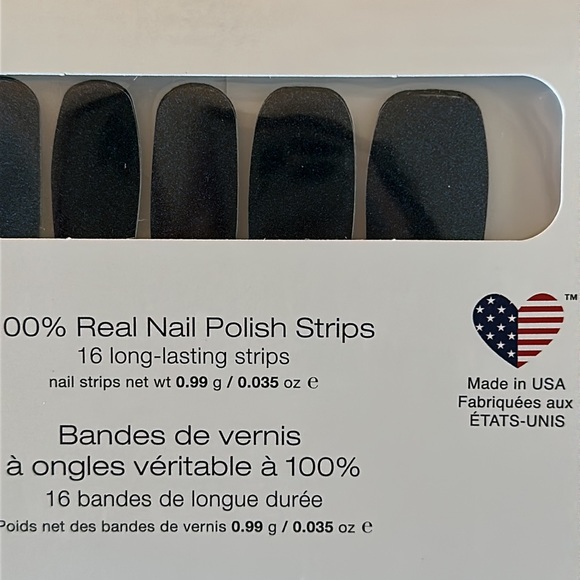 00% Real Nail Polish Strips
16 long-lasting strips
nail strips net wt 0.99 g / 0.035 oz ℮
Bandes de vernis
à ongles véritable à 100%
16 bandes de longue durée
Poids net des bandes de vernis 0.99 g / 0.035 oz ℮
TM
Made in USA
Fabriquées aux
ÉTATS-UNIS